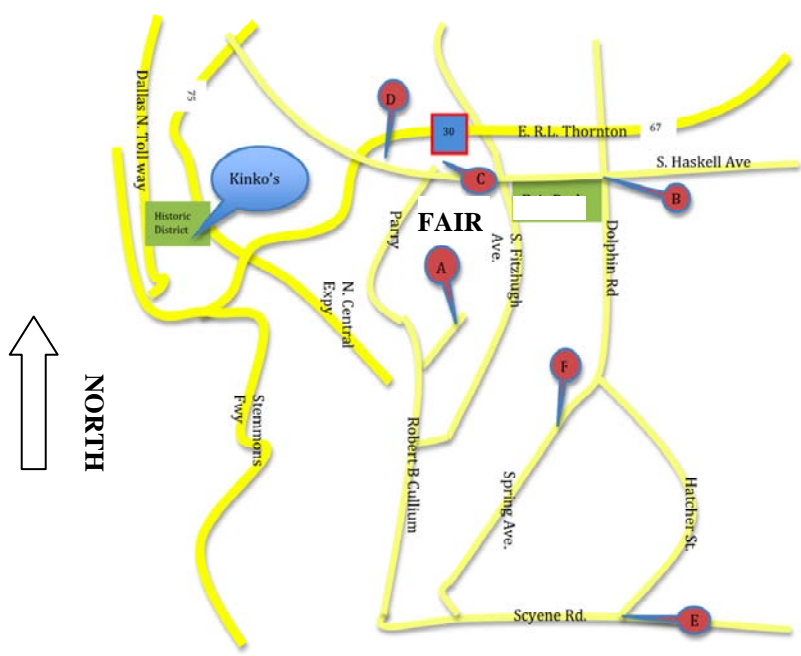 Dallas N. Toll way
75
D
30
E. R.L. Thornton
67
S. Haskell Ave
Kinko's
C
B
Historic
District
FAIR
Parry
S. Fitzhugh
Ave.
Dolphin Rd
A
N. Central
Expy
F
NORTH
Stemmons
Fwy
Robert B Cullium
Spring Ave.
Hatcher St.
Scyene Rd.
E